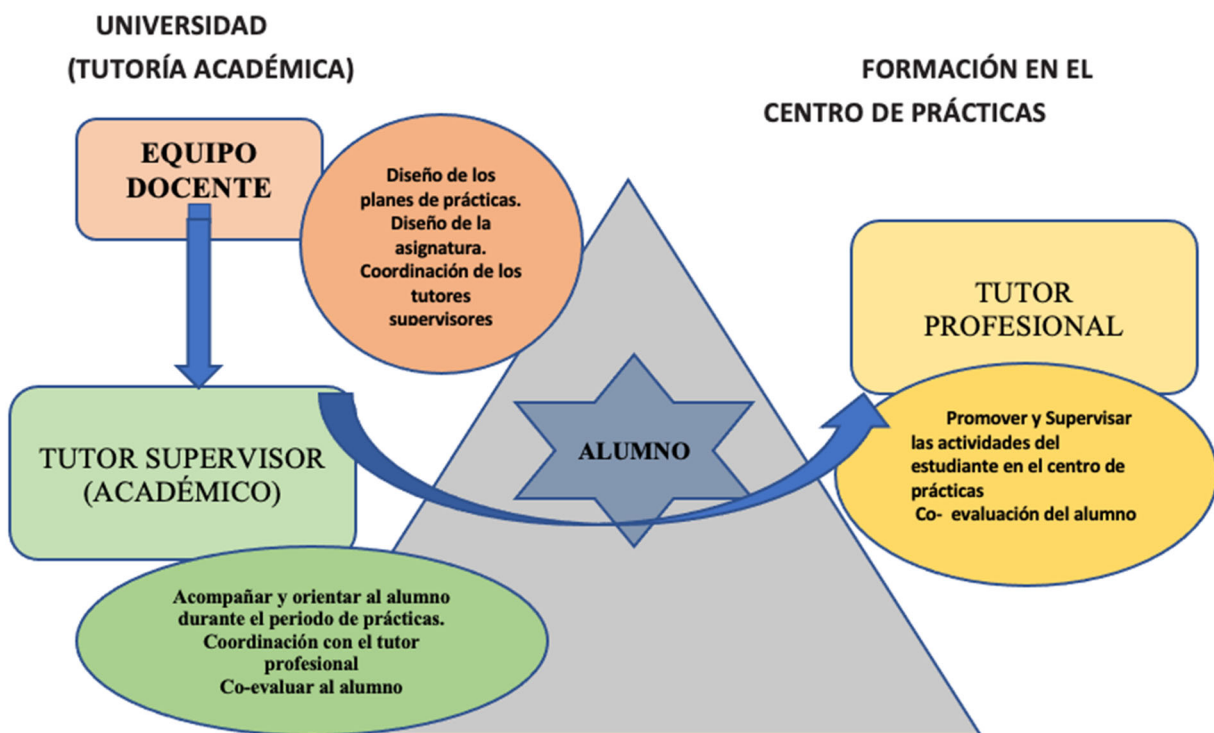 UNIVERSIDAD
(TUTORÍA ACADÉMICA)
FORMACIÓN EN EL
CENTRO DE PRÁCTICAS
EQUIPO
DOCENTE
Diseño de los
planes de prácticas.
Diseño de la
asignatura.
Coordinación de los
tutores
supervisores
TUTOR
PROFESIONAL
Promover y Supervisar
las actividades del
estudiante en el centro de
prácticas
Co- evaluación del alumno
ALUMNO
TUTOR SUPERVISOR
(ACADÉMICO)
Acompañar y orientar al alumno
durante el periodo de prácticas.
Coordinación con el tutor
profesional
Co-evaluar al alumno